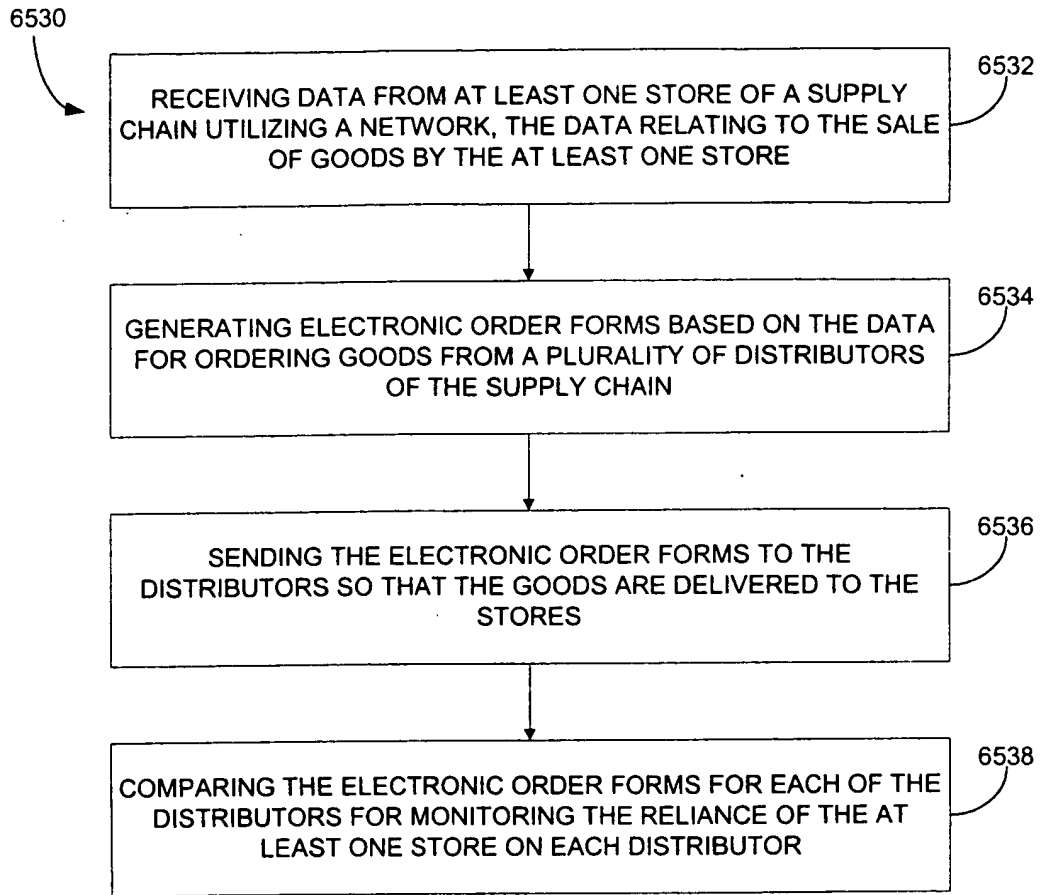 6530
6532
RECEIVING DATA FROM AT LEAST ONE STORE OF A SUPPLY
CHAIN UTILIZING A NETWORK, THE DATA RELATING TO THE SALE
OF GOODS BY THE AT LEAST ONE STORE
6534
GENERATING ELECTRONIC ORDER FORMS BASED ON THE DATA
FOR ORDERING GOODS FROM A PLURALITY OF DISTRIBUTORS
OF THE SUPPLY CHAIN
6536
SENDING THE ELECTRONIC ORDER FORMS TO THE
DISTRIBUTORS SO THAT THE GOODS ARE DELIVERED TO THE
STORES
6538
COMPARING THE ELECTRONIC ORDER FORMS FOR EACH OF THE
DISTRIBUTORS FOR MONITORING THE RELIANCE OF THE AT
LEAST ONE STORE ON EACH DISTRIBUTOR